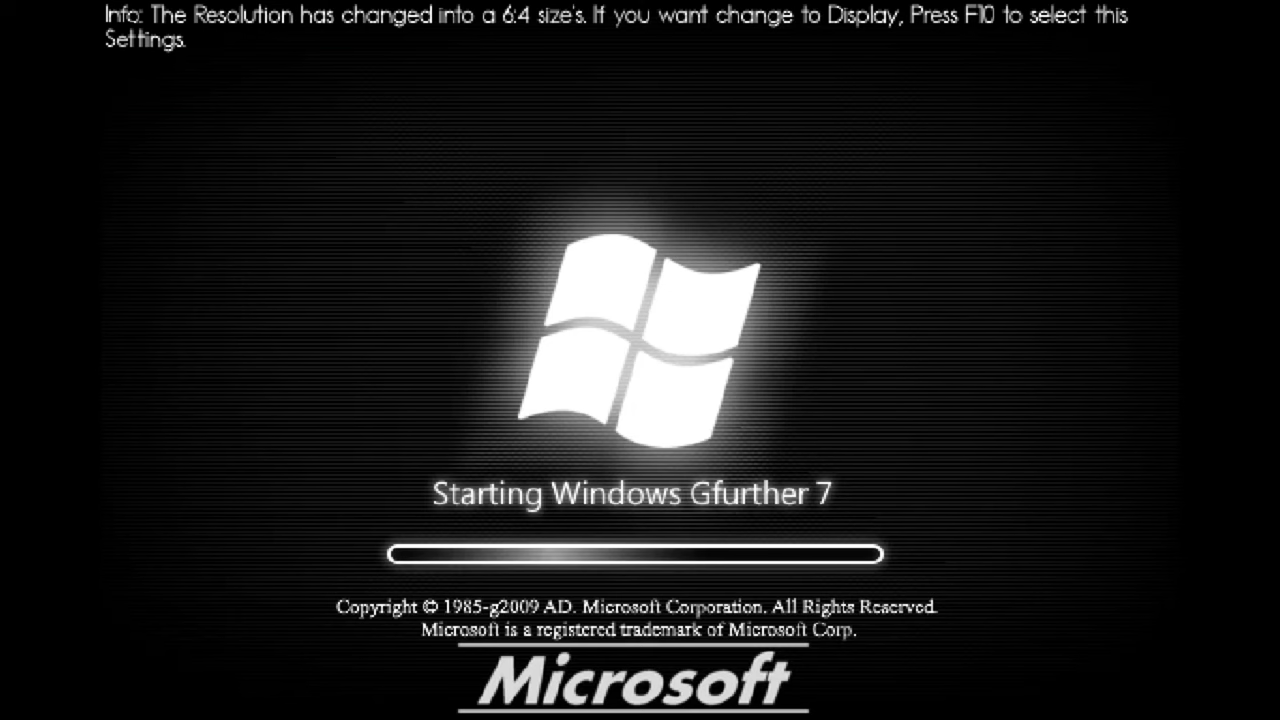 Info: The Resolution has changed into a 6:4 size's. If you want change to Display, Press F10 to select this
Settings.
Starting Windows Gfurther 7
Copyright © 1985-g2009 AD. Microsoft Corporation. All Rights Reserved.
Microsoft is a registered trademark of Microsoft Corp.
Microsoft